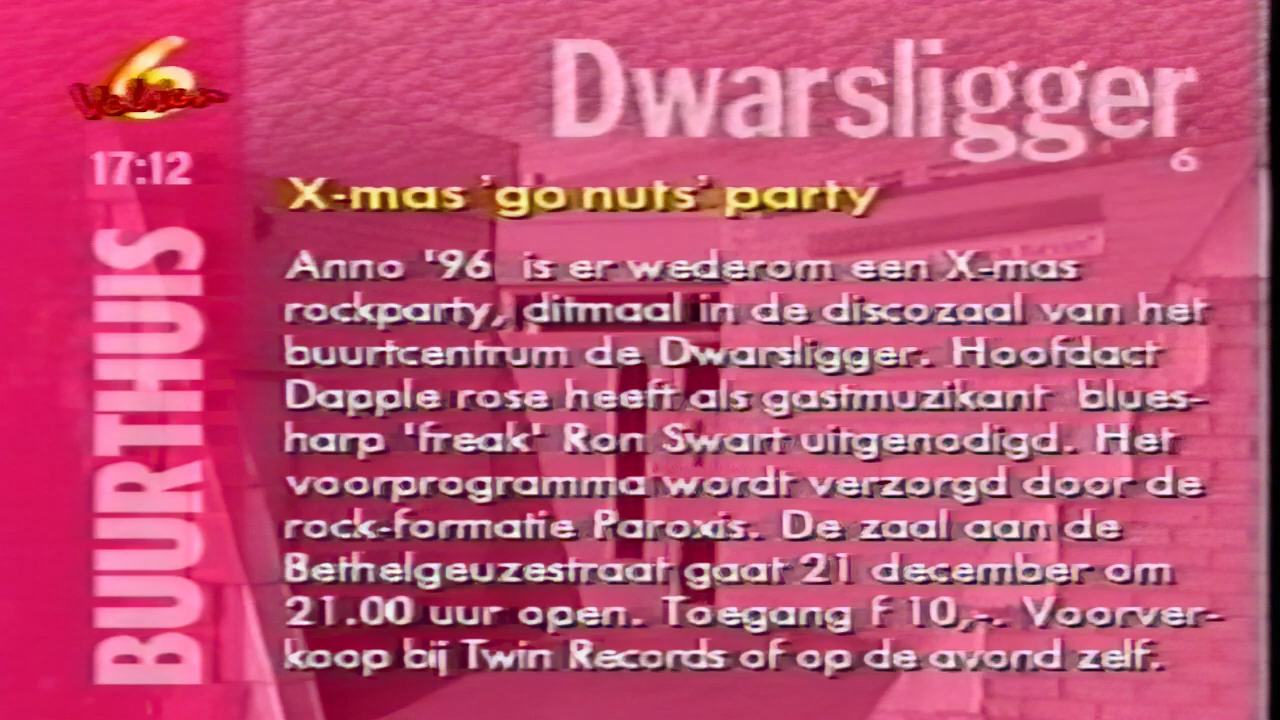 6
Velsen
Dwarsligger
6
17:12
BUURTHUIS
X-mas 'go nuts' party
Anno '96 is er wederom een X-mas
rockparty, ditmaal in de discozaal van het
buurtcentrum de Dwarsligger. Hoofdact
Dapple rose heeft als gastmuzikant blues-
harp 'freak' Ron Swart uitgenodigd. Het
voorprogramma wordt verzorgd door de
rock-formatie Paroxis. De zaal aan de
Bethelgeuzestraat gaat 21 december om
21.00 uur open. Toegang f 10,-. Voorver-
koop bij Twin Records of op de avond zelf.